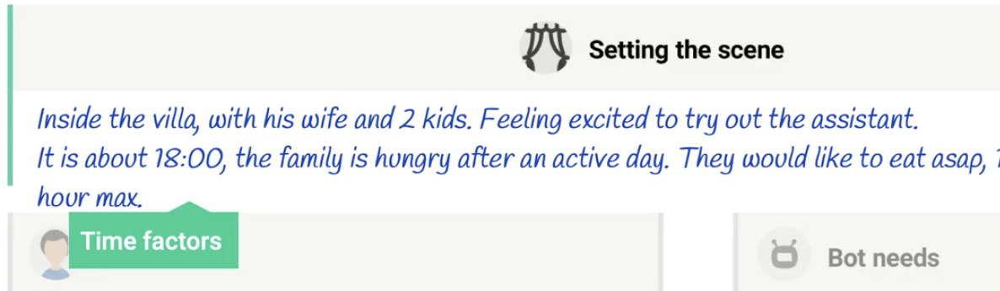 Setting the scene
Inside the villa, with his wife and 2 kids. Feeling excited to try out the assistant.
It is about 18:00, the family is hungry after an active day. They would like to eat asap, 1
hour max.
Time factors
Bot needs